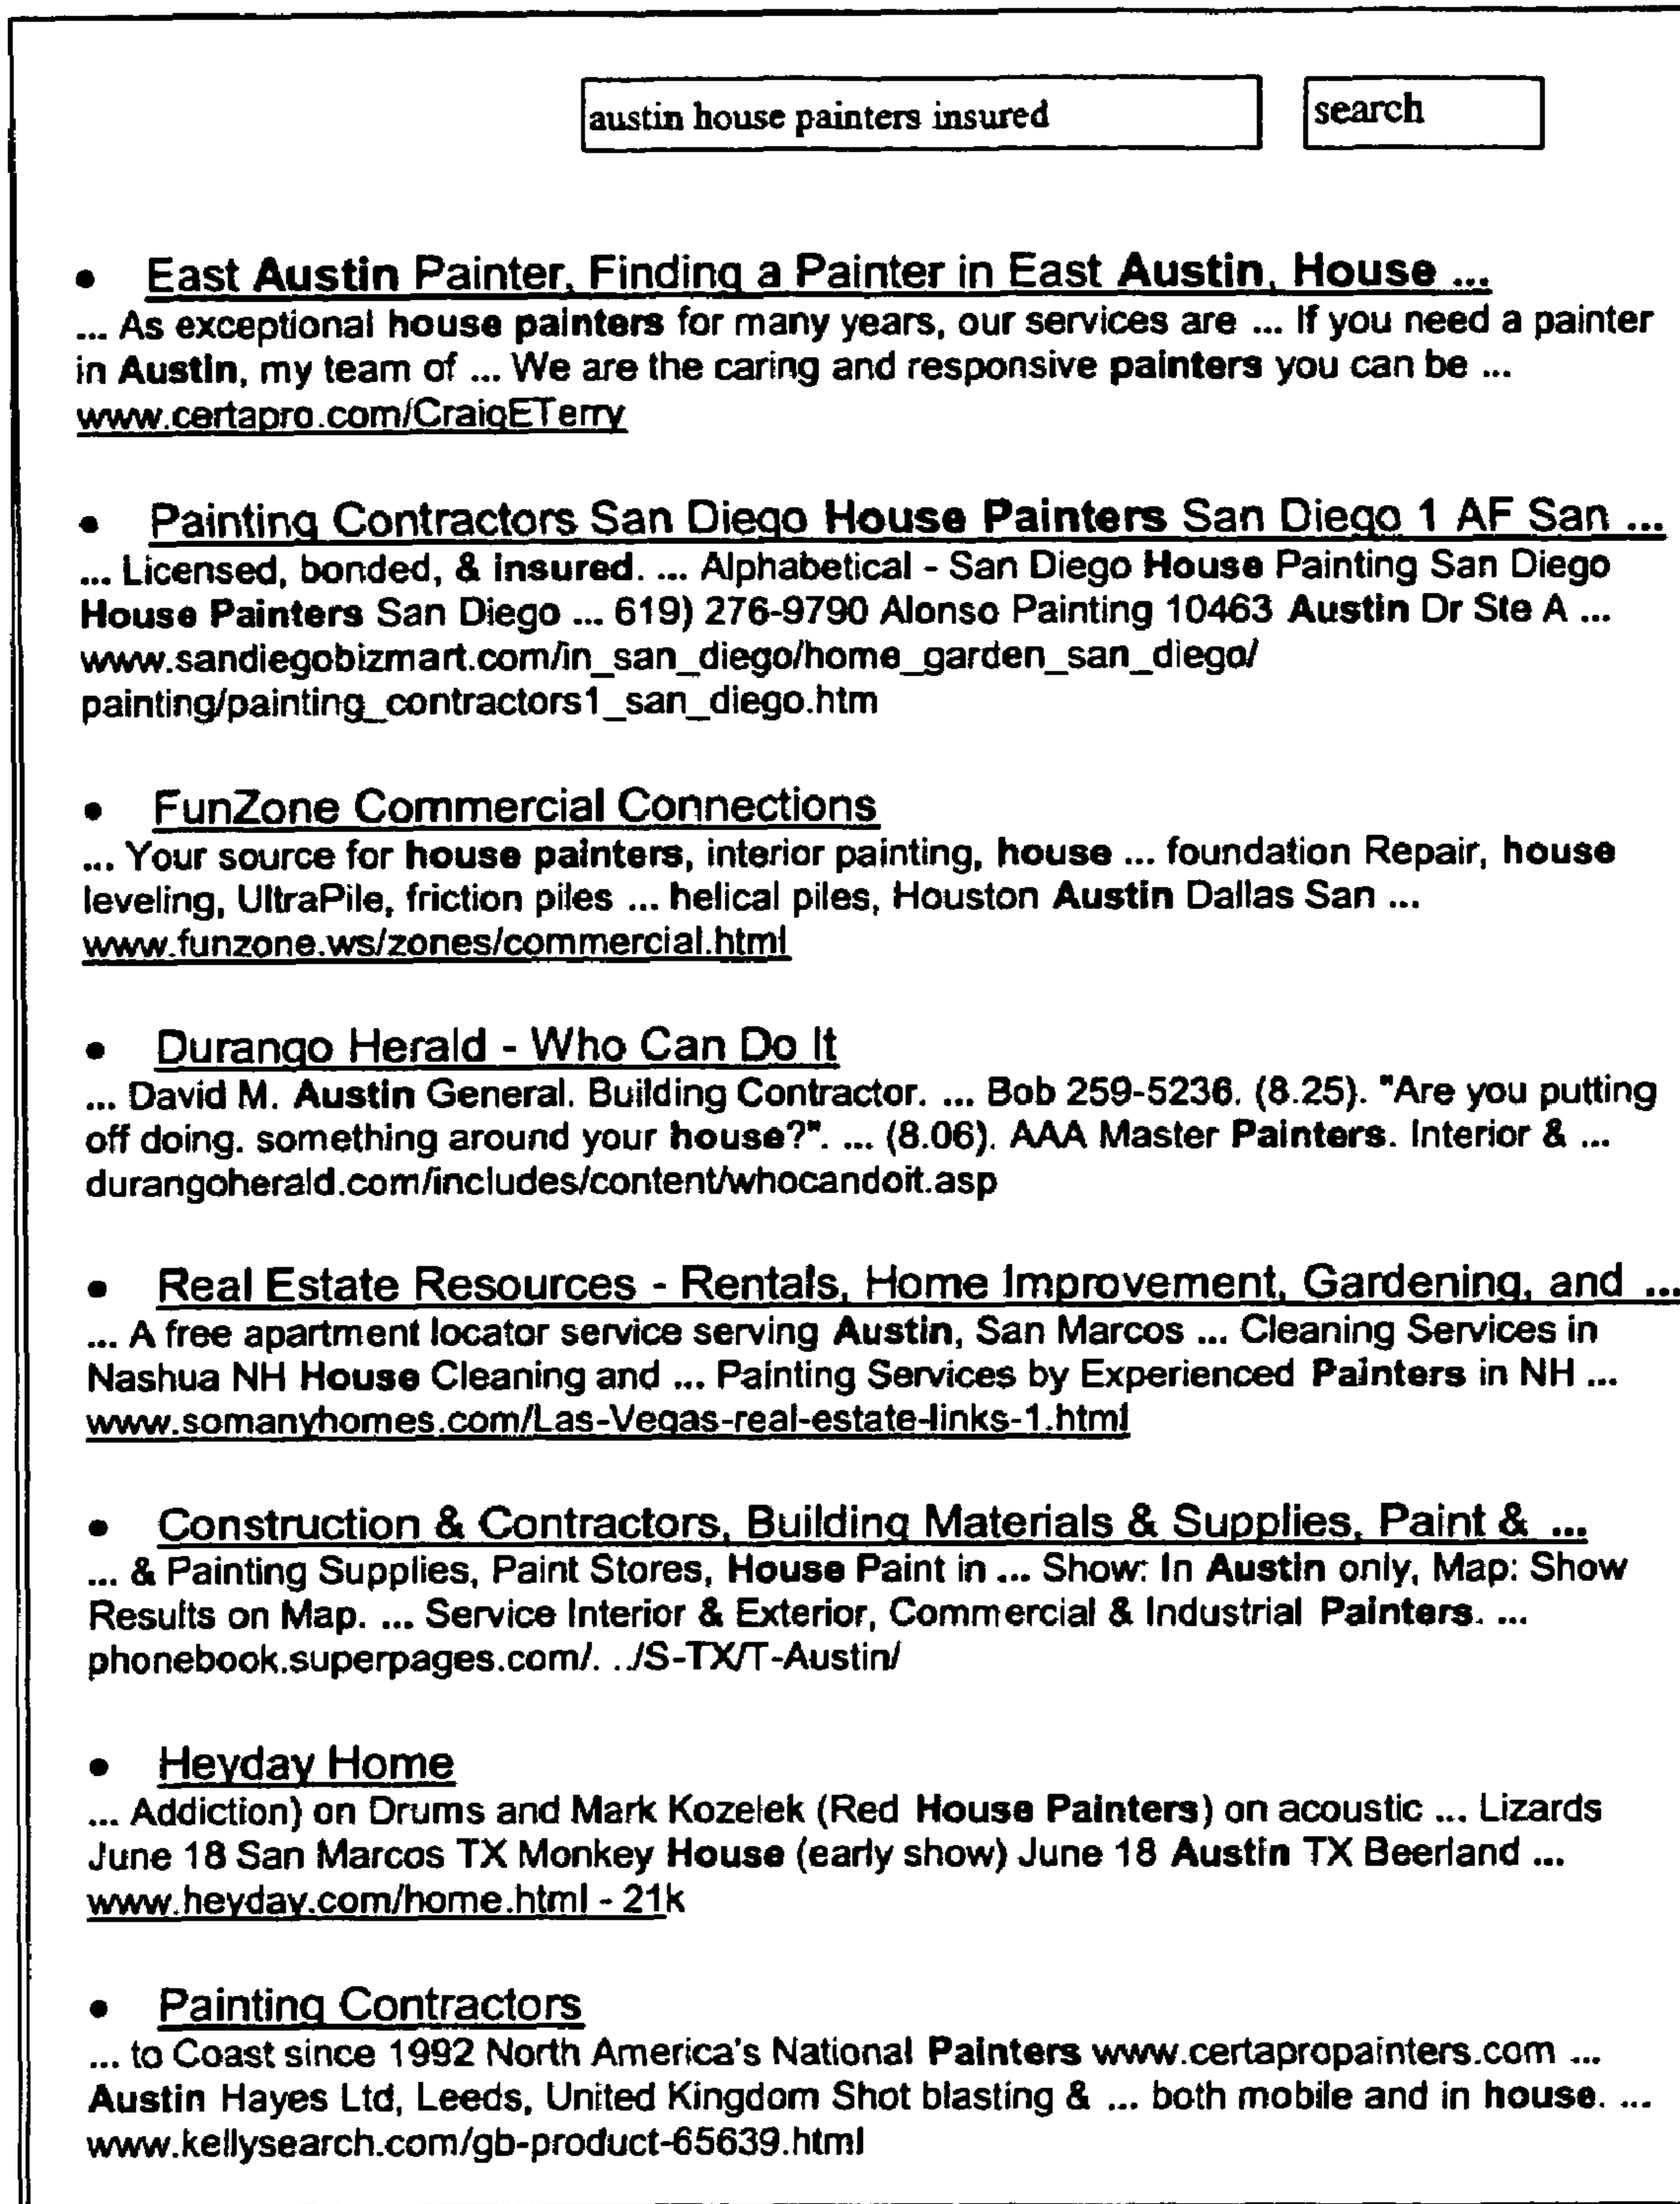 austin house painters insured
search
• East Austin Painter, Finding a Painter in East Austin, House ...
... As exceptional house painters for many years, our services are ... If you need a painter
in Austin, my team of ... We are the caring and responsive painters you can be ...
www.certapro.com/CraigETerry
• Painting Contractors San Diego House Painters San Diego 1 AF San ...
... Licensed, bonded, & insured. ... Alphabetical - San Diego House Painting San Diego
House Painters San Diego ... 619) 276-9790 Alonso Painting 10463 Austin Dr Ste A ...
www.sandiegobizmart.com/in_san_diego/home_garden_san_diego/
painting/painting_contractors1_san_diego.htm
• FunZone Commercial Connections
... Your source for house painters, interior painting, house ... foundation Repair, house
leveling, UltraPile, friction piles ... helical piles, Houston Austin Dallas San ...
www.funzone.ws/zones/commercial.html
• Durango Herald - Who Can Do It
... David M. Austin General. Building Contractor. ... Bob 259-5236. (8.25). "Are you putting
off doing. something around your house?". ... (8.06). AAA Master Painters. Interior & ...
durangoherald.com/includes/content/whocandoit.asp
• Real Estate Resources - Rentals, Home Improvement, Gardening, and ...
... A free apartment locator service serving Austin, San Marcos ... Cleaning Services in
Nashua NH House Cleaning and ... Painting Services by Experienced Painters in NH ...
www.somanyhomes.com/Las-Vegas-real-estate-links-1.html
• Construction & Contractors, Building Materials & Supplies, Paint & ...
... & Painting Supplies, Paint Stores, House Paint in ... Show: In Austin only, Map: Show
Results on Map. ... Service Interior & Exterior, Commercial & Industrial Painters. ...
phonebook.superpages.com/. ../S-TX/T-Austin/
• Heyday Home
... Addiction) on Drums and Mark Kozelek (Red House Painters) on acoustic ... Lizards
June 18 San Marcos TX Monkey House (early show) June 18 Austin TX Beerland ...
www.heyday.com/home.html - 21k
• Painting Contractors
... to Coast since 1992 North America's National Painters www.certapropainters.com ...
Austin Hayes Ltd, Leeds, United Kingdom Shot blasting & ... both mobile and in house. ...
www.kellysearch.com/gb-product-65639.html